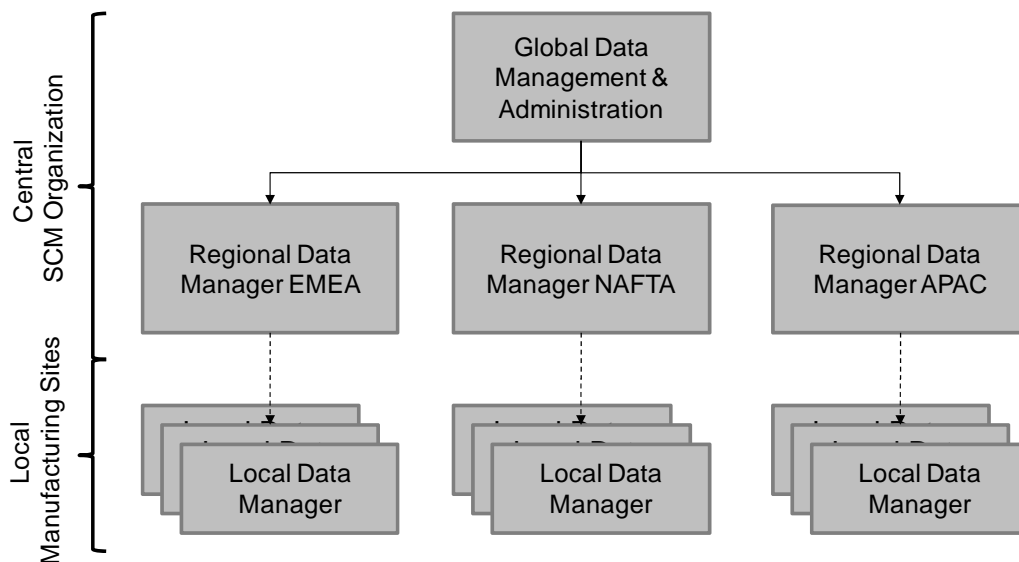 Global Data
Management &
Administration
Central
SCM Organization
Regional Data
Manager EMEA
Regional Data
Manager NAFTA
Regional Data
Manager APAC
Local
Manufacturing Sites
Local Data
Manager
Local Data
Manager
Local Data
Manager